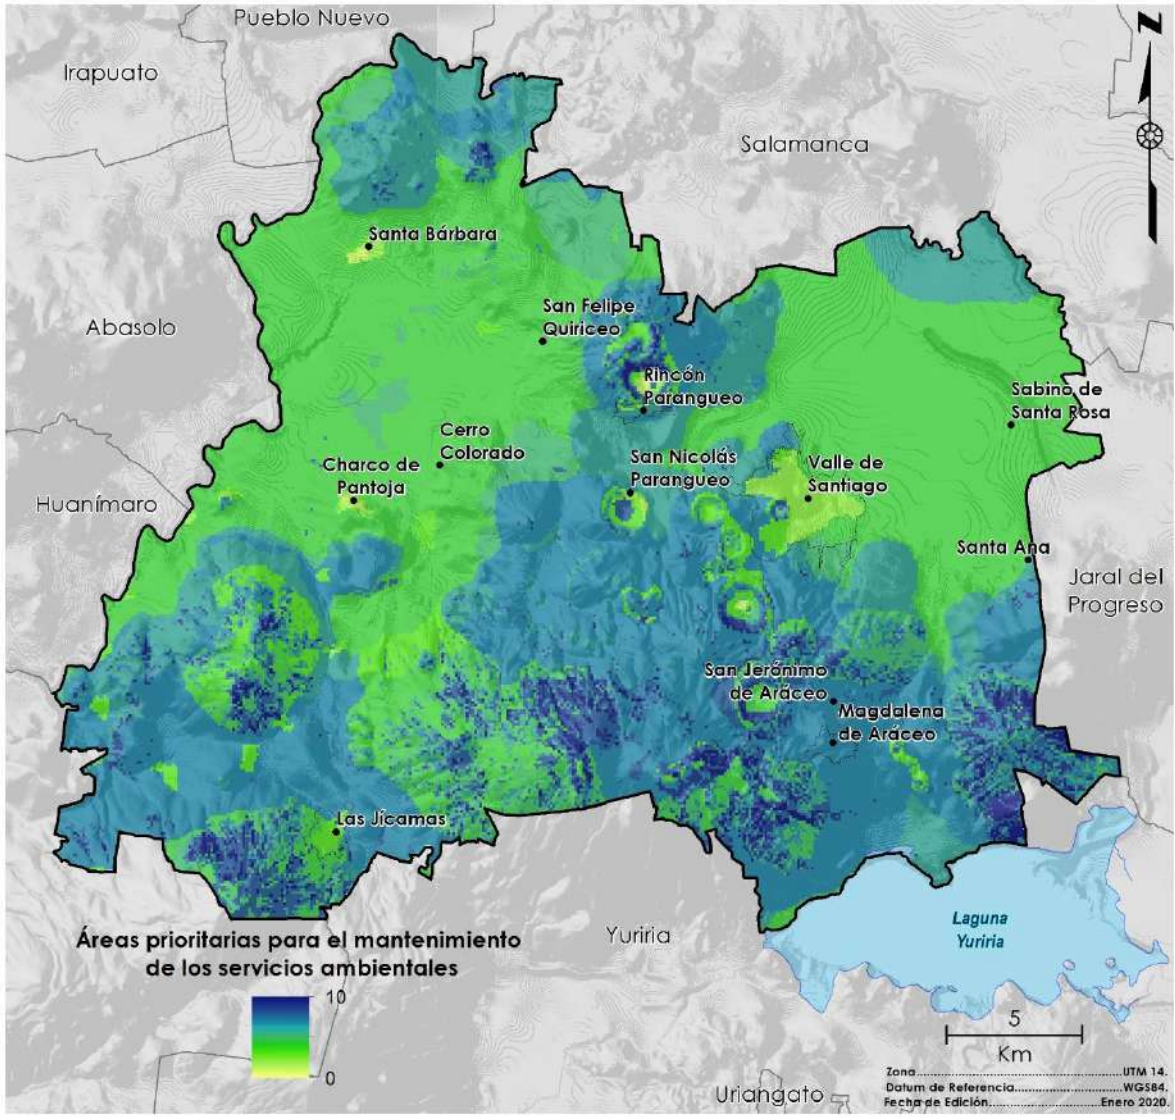 Pueblo Nuevo
Irapuato
Salamanca
Santa Bárbara
San Felipe
Quiriceo
Abasolo
Rincón
Parangueo
Sabino de
Santa Rosa
Cerro
Colorado
Charco de
Pantoja
San Nicolás
Parangueo
Valle de
Santiago
Huanímaro
Santa Ana
Jaral del
Progreso
San Jerónimo
de Aráceo
Magdalena
de Aráceo
Las Jícamas
Laguna
Yuriria
Yuriria
Áreas prioritarias para el mantenimiento
de los servicios ambientales
10
0
5
Km
Uriangato
Zona......................................UTM 14.
Datum de Referencia...............WGS84.
Fecha de Edición..............Enero 2020.
N